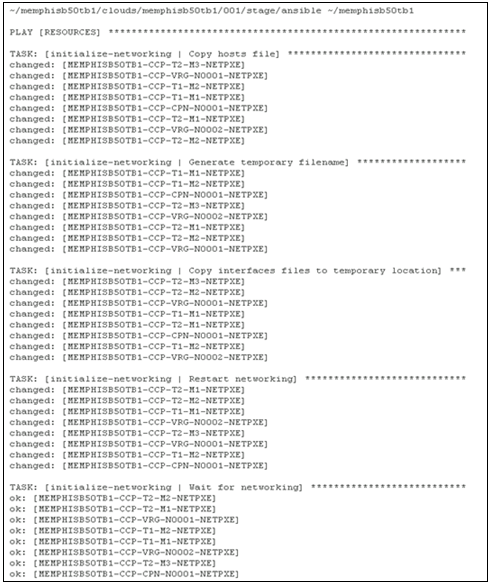 ~/memphisb50tb1/clouds/memphisb50tb1/001/stage/ansible ~/memphisb50tb1
PLAY [RESOURCES] **************************************************************
TASK: [initialize-networking | Copy hosts file] *******************************
changed: [MEMPHISB50TB1-CCP-T2-M3-NETPXE]
changed: [MEMPHISB50TB1-CCP-VRG-N0001-NETPXE]
changed: [MEMPHISB50TB1-CCP-T1-M2-NETPXE]
changed: [MEMPHISB50TB1-CCP-T1-M1-NETPXE]
changed: [MEMPHISB50TB1-CCP-CPN-N0001-NETPXE]
changed: [MEMPHISB50TB1-CCP-T2-M1-NETPXE]
changed: [MEMPHISB50TB1-CCP-VRG-N0002-NETPXE]
changed: [MEMPHISB50TB1-CCP-T2-M2-NETPXE]
TASK: [initialize-networking | Generate temporary filename] *******************
changed: [MEMPHISB50TB1-CCP-T1-M1-NETPXE]
changed: [MEMPHISB50TB1-CCP-T1-M2-NETPXE]
changed: [MEMPHISB50TB1-CCP-CPN-N0001-NETPXE]
changed: [MEMPHISB50TB1-CCP-T2-M3-NETPXE]
changed: [MEMPHISB50TB1-CCP-VRG-N0002-NETPXE]
changed: [MEMPHISB50TB1-CCP-T2-M1-NETPXE]
changed: [MEMPHISB50TB1-CCP-T2-M2-NETPXE]
changed: [MEMPHISB50TB1-CCP-VRG-N0001-NETPXE]
TASK: [initialize-networking | Copy interfaces files to temporary location] ***
changed: [MEMPHISB50TB1-CCP-T2-M3-NETPXE]
changed: [MEMPHISB50TB1-CCP-T2-M2-NETPXE]
changed: [MEMPHISB50TB1-CCP-VRG-N0001-NETPXE]
changed: [MEMPHISB50TB1-CCP-T1-M1-NETPXE]
changed: [MEMPHISB50TB1-CCP-T2-M1-NETPXE]
changed: [MEMPHISB50TB1-CCP-CPN-N0001-NETPXE]
changed: [MEMPHISB50TB1-CCP-T1-M2-NETPXE]
changed: [MEMPHISB50TB1-CCP-VRG-N0002-NETPXE]
TASK: [initialize-networking | Restart networking] ****************************
changed: [MEMPHISB50TB1-CCP-T2-M1-NETPXE]
changed: [MEMPHISB50TB1-CCP-T2-M2-NETPXE]
changed: [MEMPHISB50TB1-CCP-T1-M1-NETPXE]
changed: [MEMPHISB50TB1-CCP-VRG-N0002-NETPXE]
changed: [MEMPHISB50TB1-CCP-T2-M3-NETPXE]
changed: [MEMPHISB50TB1-CCP-VRG-N0001-NETPXE]
changed: [MEMPHISB50TB1-CCP-T1-M2-NETPXE]
changed: [MEMPHISB50TB1-CCP-CPN-N0001-NETPXE]
TASK: [initialize-networking | Wait for networking] ***************************
ok: [MEMPHISB50TB1-CCP-T2-M2-NETPXE]
ok: [MEMPHISB50TB1-CCP-T2-M1-NETPXE]
ok: [MEMPHISB50TB1-CCP-VRG-N0001-NETPXE]
ok: [MEMPHISB50TB1-CCP-T1-M2-NETPXE]
ok: [MEMPHISB50TB1-CCP-T1-M1-NETPXE]
ok: [MEMPHISB50TB1-CCP-VRG-N0002-NETPXE]
ok: [MEMPHISB50TB1-CCP-T2-M3-NETPXE]
ok: [MEMPHISB50TB1-CCP-CPN-N0001-NETPXE]